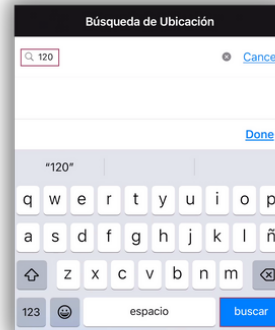 Búsqueda de Ubicación
120
Cance
Done
"120"
q w e r t y u i o p
a s d f g h j k l ñ
z x c v b n m
123 espacio buscar